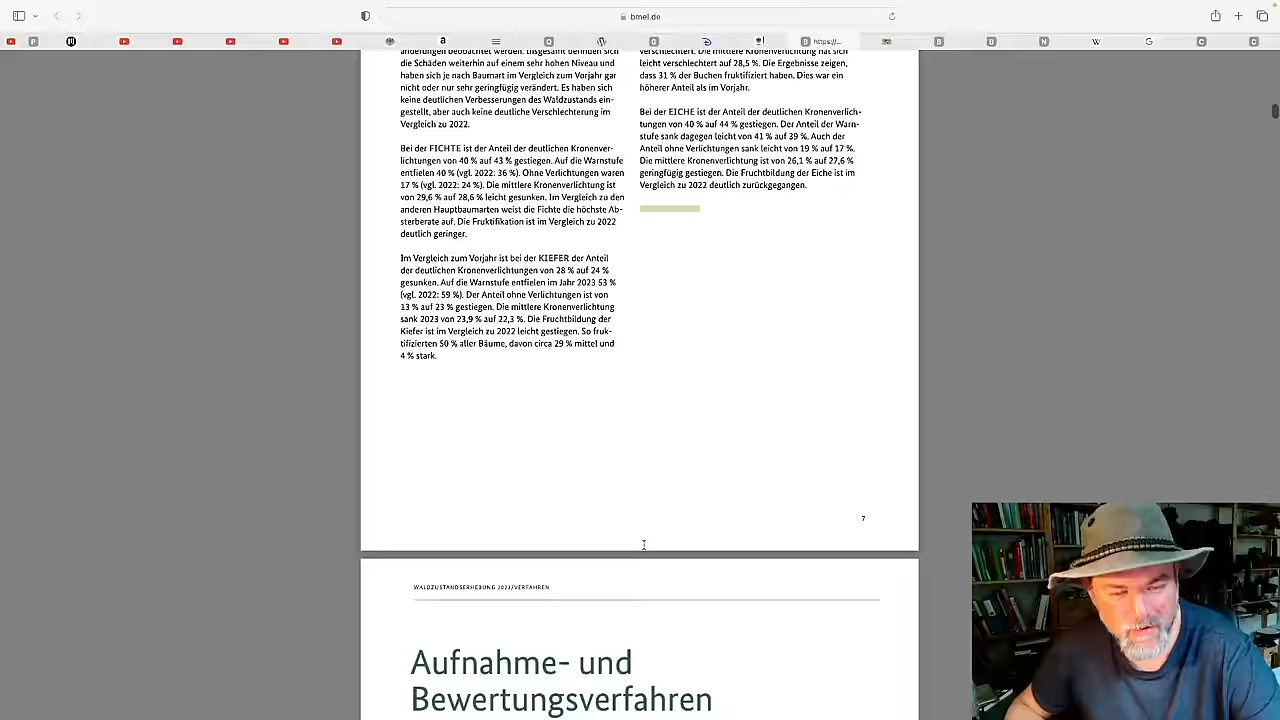 bmel.de
https://...
änderungen beobachtet werden. Insgesamt befinden sich
die Schäden weiterhin auf einem sehr hohen Niveau und
haben sich je nach Baumart im Vergleich zum Vorjahr gar
nicht oder nur sehr geringfügig verändert. Es haben sich
keine deutlichen Verbesserungen des Waldzustands ein-
gestellt, aber auch keine deutliche Verschlechterung im
Vergleich zu 2022.
Bei der FICHTE ist der Anteil der deutlichen Kronenver-
lichtungen von 40 % auf 43 % gestiegen. Auf die Warnstufe
entfielen 40 % (vgl. 2022: 36 %). Ohne Verlichtungen waren
17 % (vgl. 2022: 24 %). Die mittlere Kronenverlichtung ist
von 29,6 % auf 28,6 % leicht gesunken. Im Vergleich zu den
anderen Hauptbaumarten weist die Fichte die höchste Ab-
sterberate auf. Die Fruktifikation ist im Vergleich zu 2022
deutlich geringer.
Im Vergleich zum Vorjahr ist bei der KIEFER der Anteil
der deutlichen Kronenverlichtungen von 28 % auf 24 %
gesunken. Auf die Warnstufe entfielen im Jahr 2023 53 %
(vgl. 2022: 59 %). Der Anteil ohne Verlichtungen ist von
13 % auf 23 % gestiegen. Die mittlere Kronenverlichtung
sank 2023 von 23,9 % auf 22,3 %. Die Fruchtbildung der
Kiefer ist im Vergleich zu 2022 leicht gestiegen. So fruk-
tifizierten 50 % aller Bäume, davon circa 29 % mittel und
4 % stark.
verschlechtert. Die mittlere Kronenverlichtung hat sich
leicht verschlechtert auf 28,5 %. Die Ergebnisse zeigen,
dass 31 % der Buchen fruktifiziert haben. Dies war ein
höherer Anteil als im Vorjahr.
Bei der EICHE ist der Anteil der deutlichen Kronenverlich-
tungen von 40 % auf 44 % gestiegen. Der Anteil der Warn-
stufe sank dagegen leicht von 41 % auf 39 %. Auch der
Anteil ohne Verlichtungen sank leicht von 19 % auf 17 %.
Die mittlere Kronenverlichtung ist von 26,1 % auf 27,6 %
geringfügig gestiegen. Die Fruchtbildung der Eiche ist im
Vergleich zu 2022 deutlich zurückgegangen.
7
WALDZUSTANDSERHEBUNG 2023/VERFAHREN
Aufnahme- und
Bewertungsverfahren